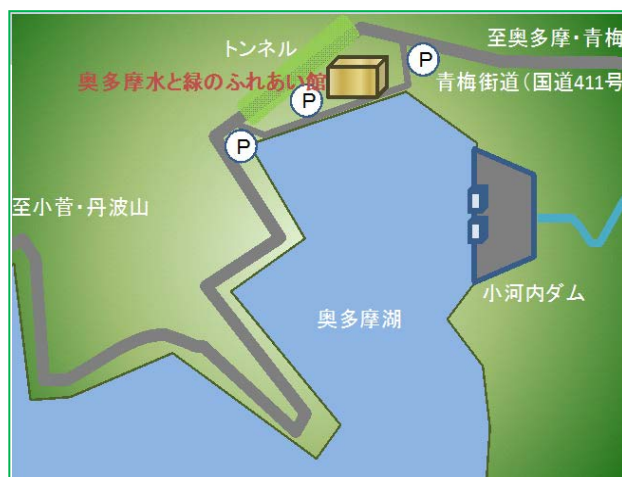 至奥多摩・青梅
トンネル
P
奥多摩水と緑のふれあい館
青梅街道(国道411号
P
P
至小菅・丹波山
小河内ダム
奥多摩湖